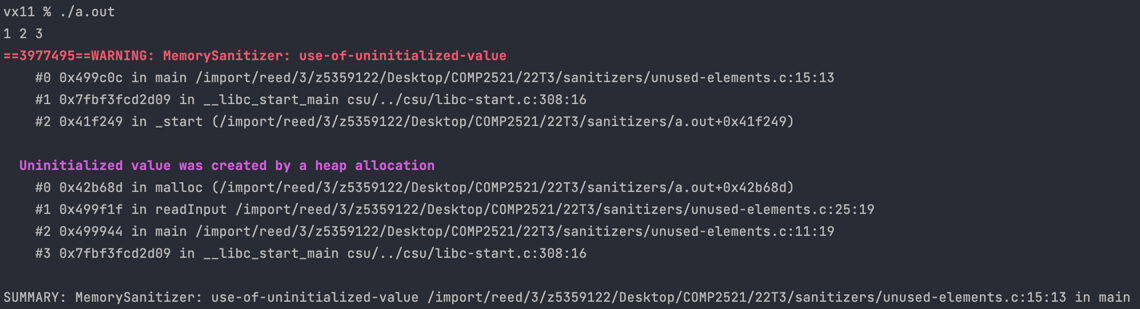 vx11 % ./a.out
1 2 3
==3977495==WARNING: MemorySanitizer: use-of-uninitialized-value
    #0 0x499c0c in main /import/reed/3/z5359122/Desktop/COMP2521/22T3/sanitizers/unused-elements.c:15:13
    #1 0x7fbf3fcd2d09 in __libc_start_main csu/../csu/libc-start.c:308:16
    #2 0x41f249 in _start (/import/reed/3/z5359122/Desktop/COMP2521/22T3/sanitizers/a.out+0x41f249)

  Uninitialized value was created by a heap allocation
    #0 0x42b68d in malloc (/import/reed/3/z5359122/Desktop/COMP2521/22T3/sanitizers/a.out+0x42b68d)
    #1 0x499f1f in readInput /import/reed/3/z5359122/Desktop/COMP2521/22T3/sanitizers/unused-elements.c:25:19
    #2 0x499944 in main /import/reed/3/z5359122/Desktop/COMP2521/22T3/sanitizers/unused-elements.c:11:19
    #3 0x7fbf3fcd2d09 in __libc_start_main csu/../csu/libc-start.c:308:16

SUMMARY: MemorySanitizer: use-of-uninitialized-value /import/reed/3/z5359122/Desktop/COMP2521/22T3/sanitizers/unused-elements.c:15:13 in main